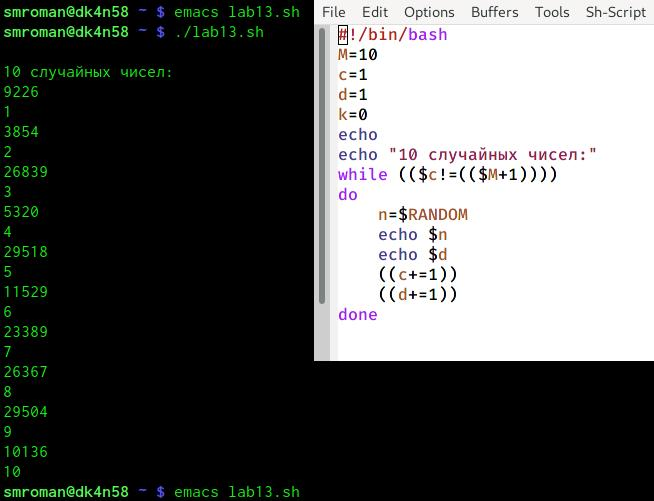 smroman@dk4n58 ~ $ emacs lab13.sh
smroman@dk4n58 ~ $ ./lab13.sh
10 случайных чисел:
9226
1
3854
2
26839
3
5320
4
29518
5
11529
6
23389
7
26367
8
29504
9
10136
10
smroman@dk4n58 ~ $ emacs lab13.sh
File Edit Options Buffers Tools Sh-Script
#!/bin/bash
M=10
c=1
d=1
k=0
echo
echo "10 случайных чисел:"
while (($c!=(($M+1))))
do
    n=$RANDOM
    echo $n
    echo $d
    ((c+=1))
    ((d+=1))
done